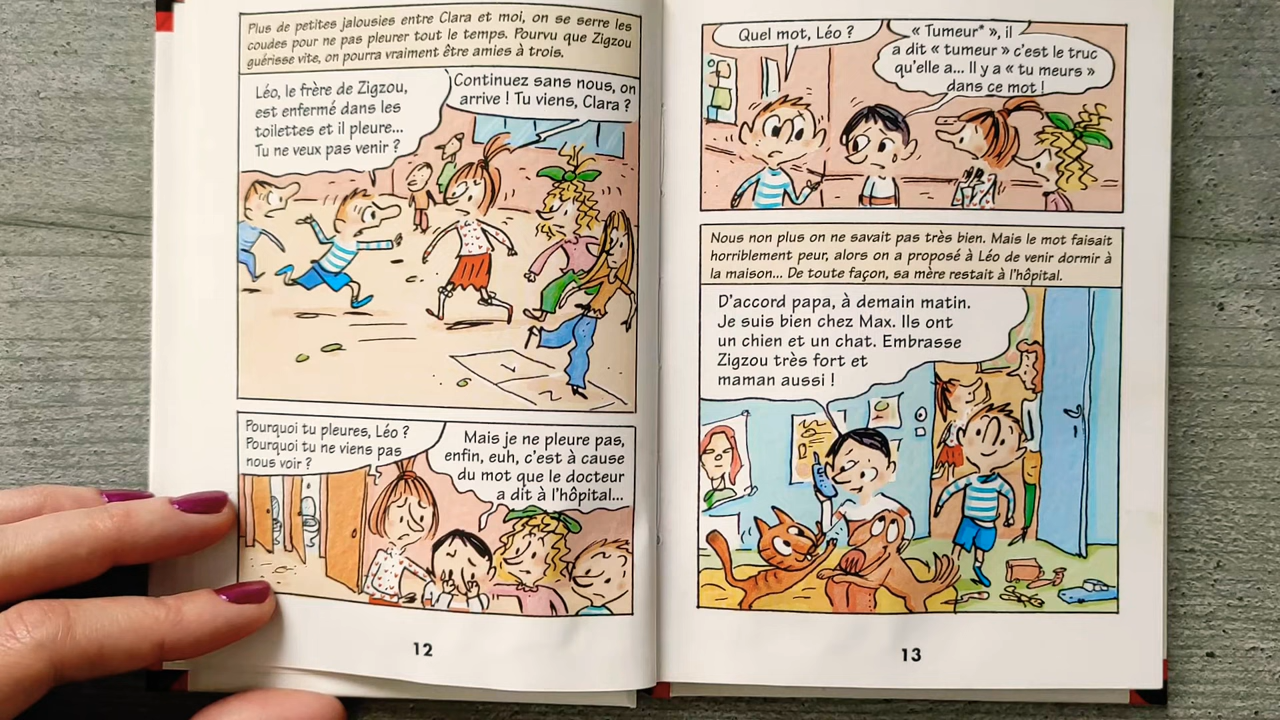 Plus de petites jalousies entre Clara et moi, on se serre les
coudes pour ne pas pleurer tout le temps. Pourvu que Zigzou
guérisse vite, on pourra vraiment être amies à trois.
Léo, le frère de Zigzou,
est enfermé dans les
toilettes et il pleure...
Tu ne veux pas venir ?
Continuez sans nous, on
arrive ! Tu viens, Clara ?
Pourquoi tu pleures, Léo ?
Pourquoi tu ne viens pas
nous voir ?
Mais je ne pleure pas,
enfin, euh, c'est à cause
du mot que le docteur
a dit à l'hôpital...
12
Quel mot, Léo ?
« Tumeur* », il
a dit « tumeur » c'est le truc
qu'elle a... Il y a « tu meurs »
dans ce mot !
Nous non plus on ne savait pas très bien. Mais le mot faisait
horriblement peur, alors on a proposé à Léo de venir dormir à
la maison... De toute façon, sa mère restait à l'hôpital.
D'accord papa, à demain matin.
Je suis bien chez Max. Ils ont
un chien et un chat. Embrasse
Zigzou très fort et
maman aussi !
13